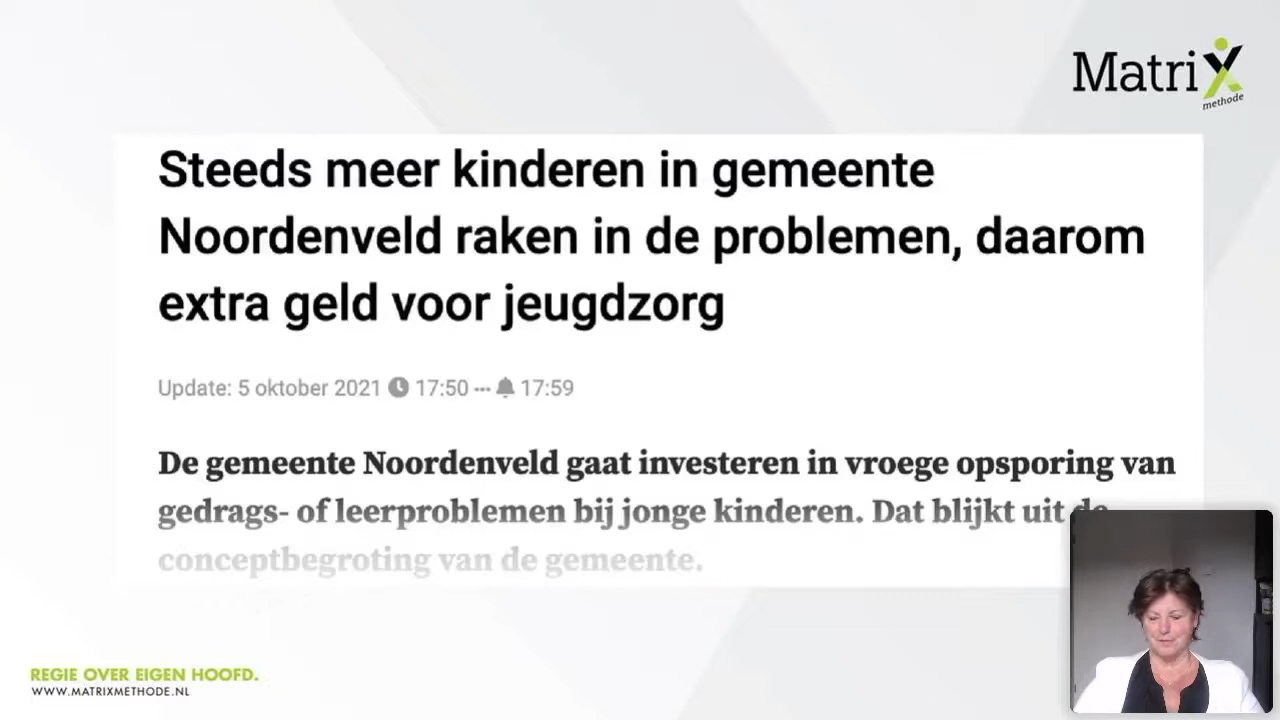 MatriX
methode
Steeds meer kinderen in gemeente
Noordenveld raken in de problemen, daarom
extra geld voor jeugdzorg
Update: 5 oktober 2021 17:50 ••• 17:59
De gemeente Noordenveld gaat investeren in vroege opsporing van
gedrags- of leerproblemen bij jonge kinderen. Dat blijkt uit de
conceptbegroting van de gemeente.
REGIE OVER EIGEN HOOFD.
WWW.MATRIXMETHODE.NL